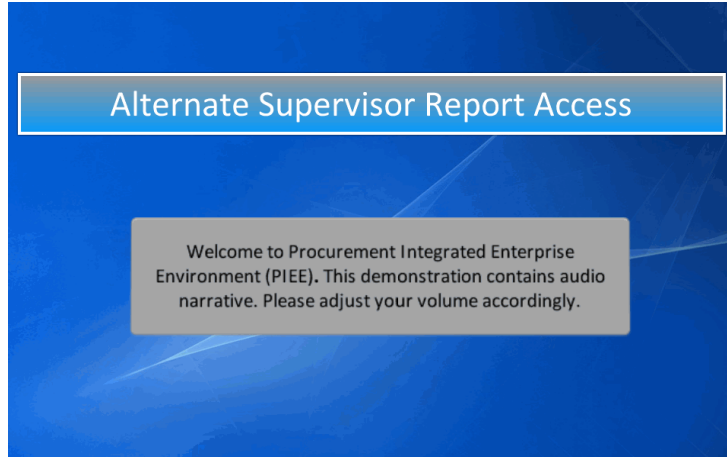 Alternate Supervisor Report Access
Welcome to Procurement Integrated Enterprise
Environment (PIEE). This demonstration contains audio
narrative. Please adjust your volume accordingly.